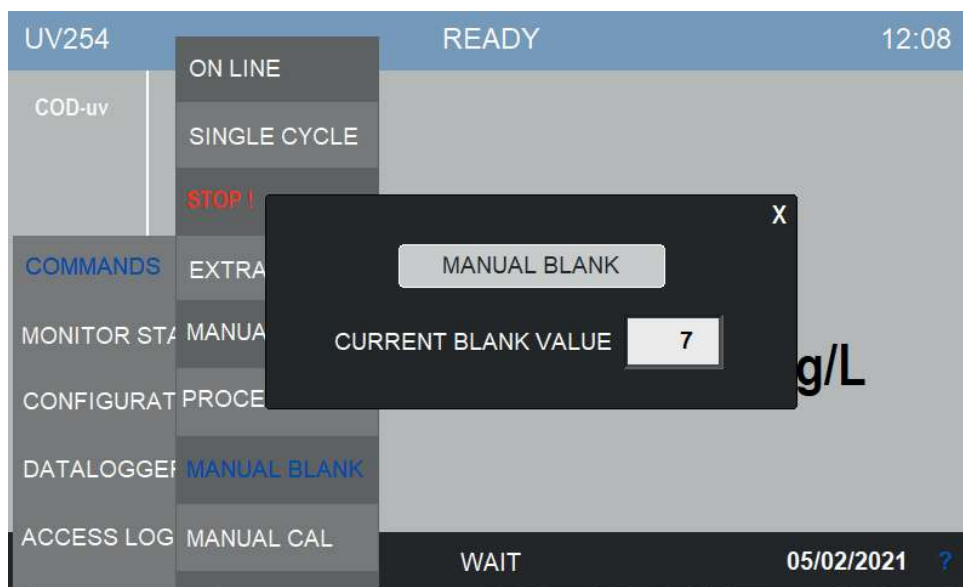 UV254 READY 12:08
COD-uv
ON LINE
SINGLE CYCLE
STOP !
EXTRA
MANUA
PROCE
MANUAL BLANK
MANUAL CAL
COMMANDS
MONITOR STA
CONFIGURAT
DATALOGGER
ACCESS LOG
X
MANUAL BLANK
CURRENT BLANK VALUE 7
g/L
WAIT 05/02/2021 ?